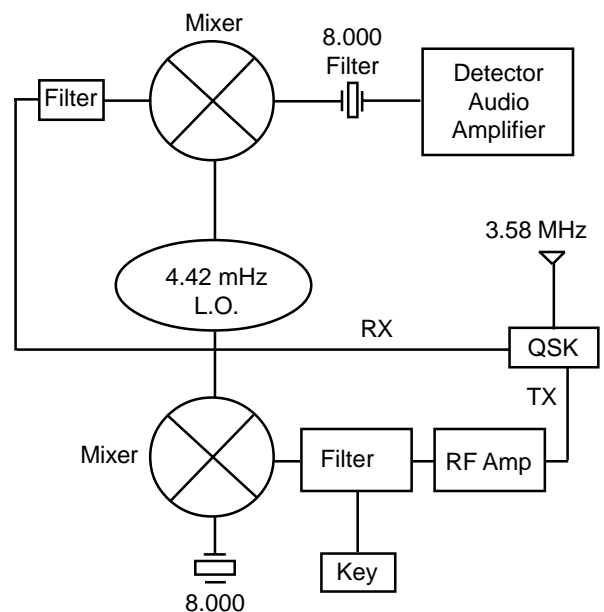 Mixer
8.000
Filter
Filter
Detector
Audio
Amplifier
3.58 MHz
4.42 mHz
L.O.
RX
QSK
TX
Mixer
Filter
RF Amp
Key
8.000